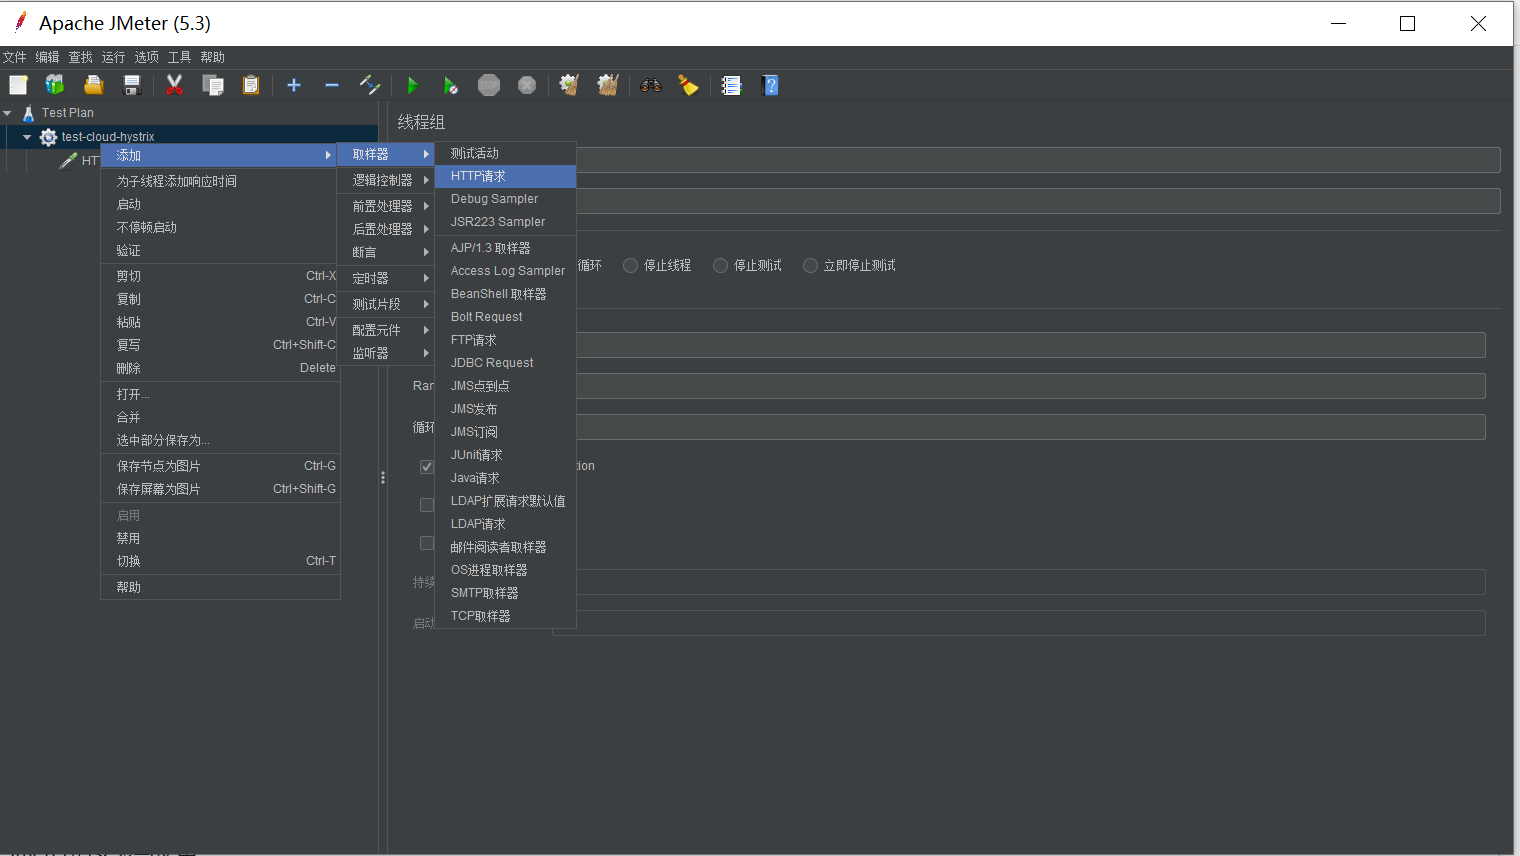 Apache JMeter (5.3)
文件 编辑 查找 运行 选项 工具 帮助
Test Plan
test-cloud-hystrix
HT
添加
为子线程添加响应时间
启动
不停顿启动
验证
剪切 Ctrl-X
复制 Ctrl-C
粘贴 Ctrl-V
复写 Ctrl+Shift-C
删除 Delete
打开...
合并
选中部分保存为...
保存节点为图片 Ctrl-G
保存屏幕为图片 Ctrl+Shift-G
启用
禁用
切换 Ctrl-T
帮助
取样器
逻辑控制器
前置处理器
后置处理器
断言
定时器
测试片段
配置元件
监听器
测试活动
HTTP请求
Debug Sampler
JSR223 Sampler
AJP/1.3 取样器
Access Log Sampler
BeanShell 取样器
Bolt Request
FTP请求
JDBC Request
JMS点到点
JMS发布
JMS订阅
JUnit请求
Java请求
LDAP扩展请求默认值
LDAP请求
邮件阅读者取样器
OS进程取样器
SMTP取样器
TCP取样器
线程组
循环 停止线程 停止测试 立即停止测试
Ran
循环
tion
持续
启动